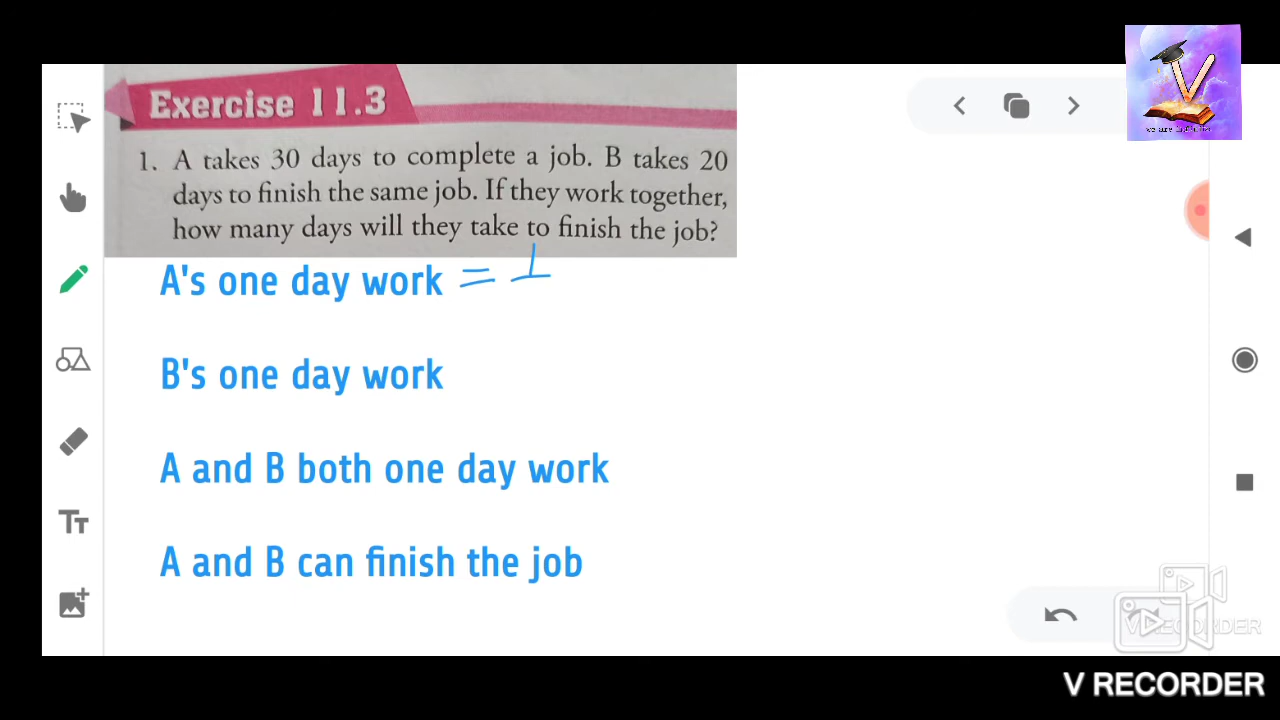 Exercise 11.3
1. A takes 30 days to complete a job. B takes 20
days to finish the same job. If they work together,
how many days will they take to finish the job?
A's one day work = 1
B's one day work
A and B both one day work
A and B can finish the job
TT
V
V RECORDER
V RECORDER